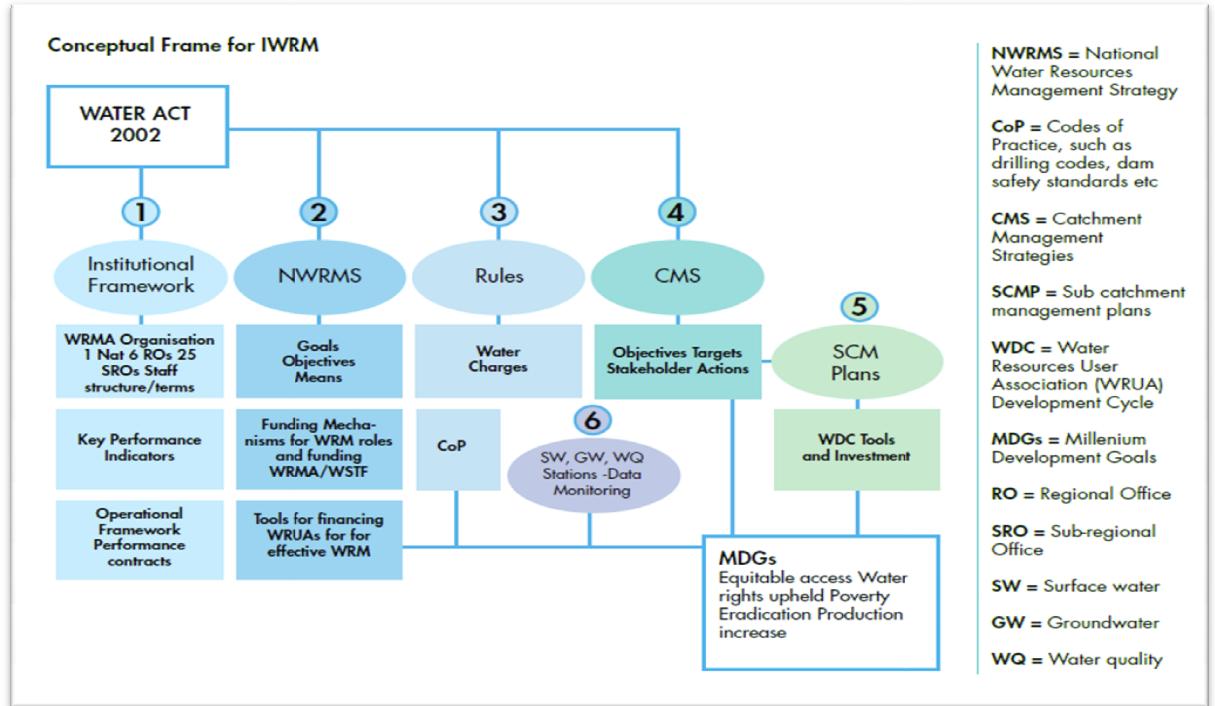 Conceptual Frame for IWRM
WATER ACT
2002
1
2
3
4
Institutional
Framework
NWRMS
Rules
CMS
WRMA Organisation
1 Nat 6 ROs 25
SROs Staff
structure/terms
Goals
Objectives
Means
Water
Charges
Objectives Targets
Stakeholder Actions
5
SCM
Plans
Key Performance
Indicators
Funding Mecha-
nisms for WRM roles
and funding
WRMA/WSTF
CoP
6
SW, GW, WQ
Stations -Data
Monitoring
WDC Tools
and Investment
Operational
Framework
Performance
contracts
Tools for financing
WRUAs for for
effective WRM
MDGs
Equitable access Water
rights upheld Poverty
Eradication Production
increase
NWRMS = National
Water Resources
Management Strategy
CoP = Codes of
Practice, such as
drilling codes, dam
safety standards etc
CMS = Catchment
Management
Strategies
SCMP = Sub catchment
management plans
WDC = Water
Resources User
Association (WRUA)
Development Cycle
MDGs = Millenium
Development Goals
RO = Regional Office
SRO = Sub-regional
Office
SW = Surface water
GW = Groundwater
WQ = Water quality